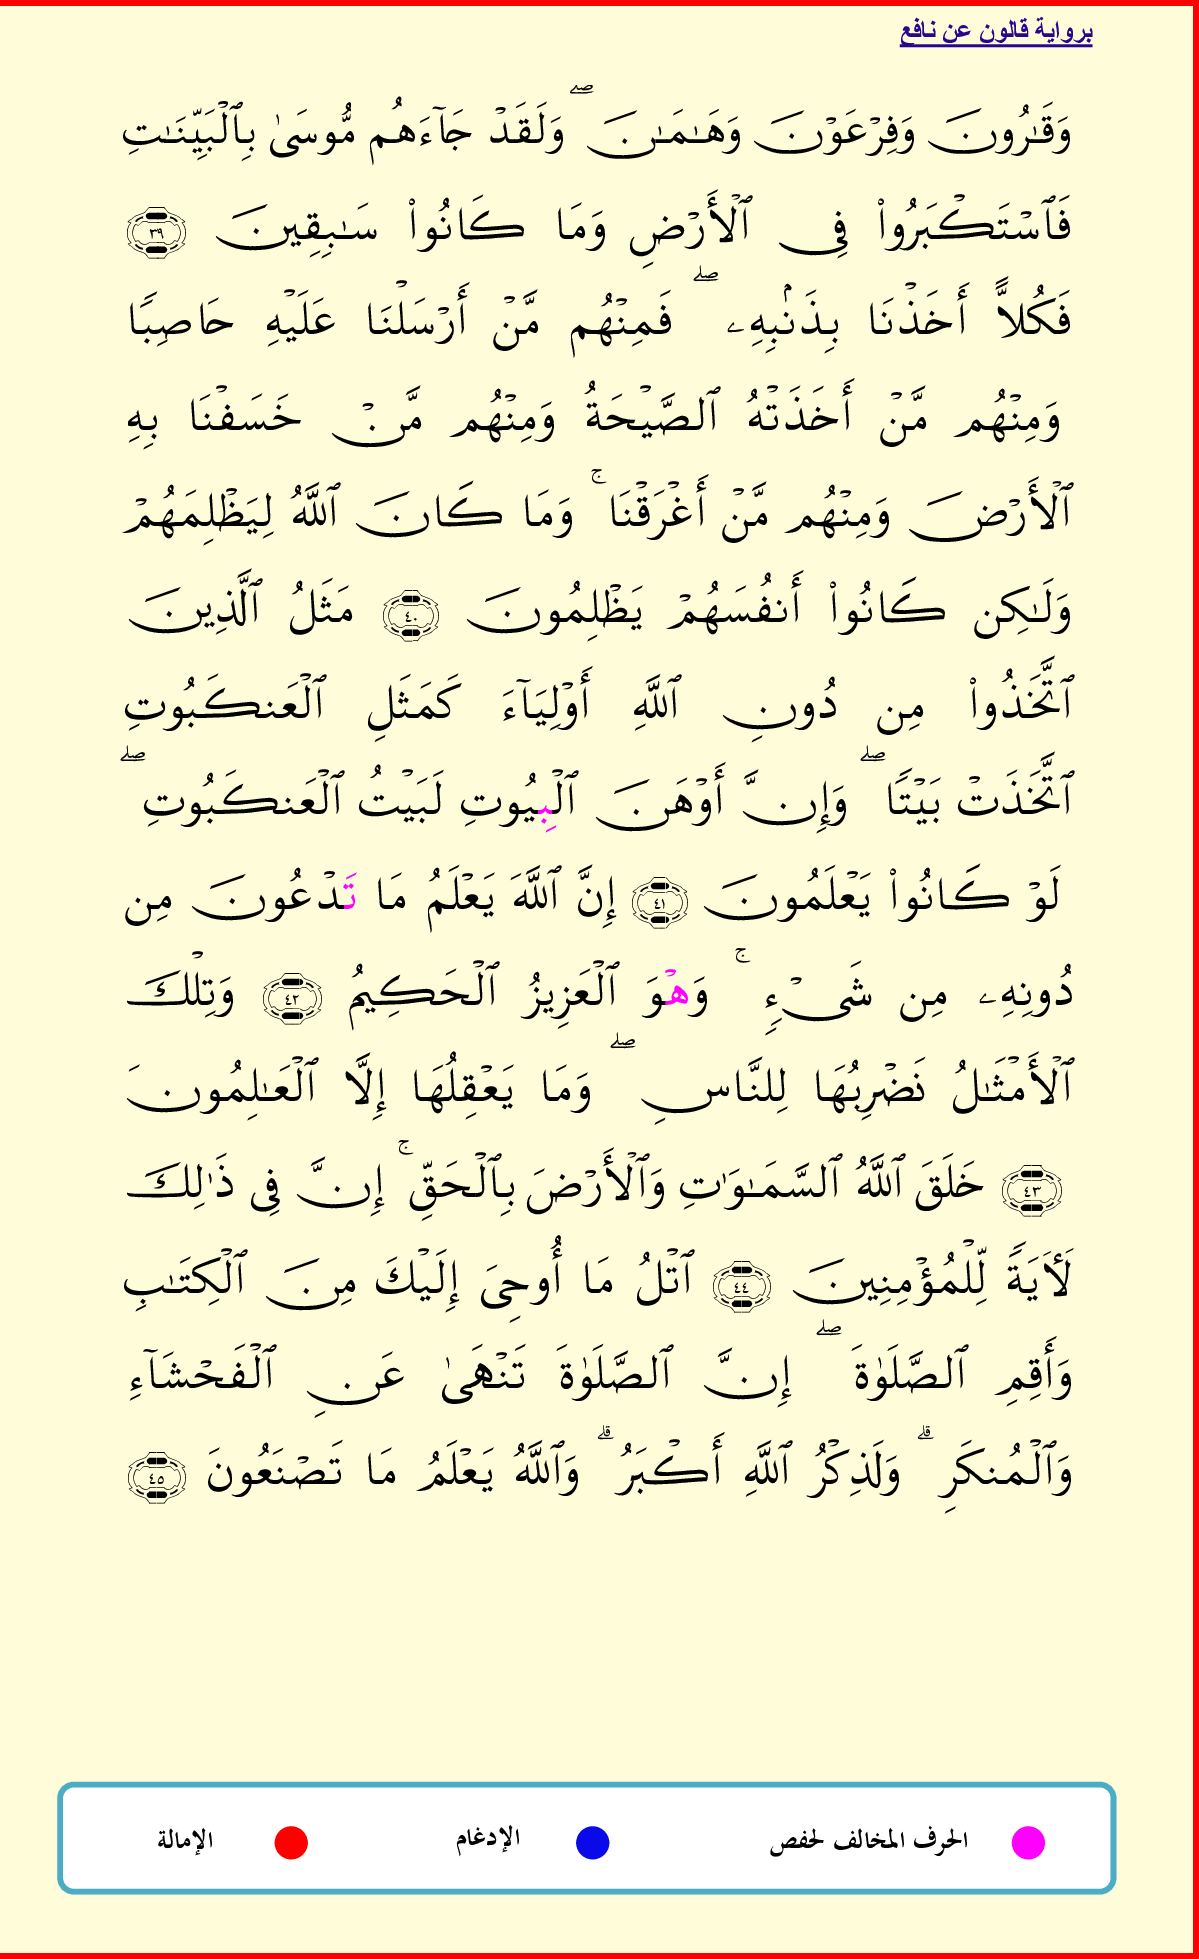 برواية قالون عن نافع
وَقَٰرُونَ وَفِرْعَوْنَ وَهَٰمَٰنَ ۖ وَلَقَدْ جَآءَهُم مُّوسَىٰ بِٱلْبَيِّنَٰتِ
فَٱسْتَكْبَرُوا۟ فِى ٱلْأَرْضِ وَمَا كَانُوا۟ سَٰبِقِينَ ٣٩
فَكُلاًّ أَخَذْنَا بِذَنۢبِهِۦ ۖ فَمِنْهُم مَّنْ أَرْسَلْنَا عَلَيْهِ حَاصِبًا
وَمِنْهُم مَّنْ أَخَذَتْهُ ٱلصَّيْحَةُ وَمِنْهُم مَّنْ خَسَفْنَا بِهِ
ٱلْأَرْضَ وَمِنْهُم مَّنْ أَغْرَقْنَا ۚ وَمَا كَانَ ٱللَّهُ لِيَظْلِمَهُمْ
وَلَٰكِن كَانُوا۟ أَنفُسَهُمْ يَظْلِمُونَ ٤٠ مَثَلُ ٱلَّذِينَ
ٱتَّخَذُوا۟ مِن دُونِ ٱللَّهِ أَوْلِيَآءَ كَمَثَلِ ٱلْعَنكَبُوتِ
ٱتَّخَذَتْ بَيْتًا ۖ وَإِنَّ أَوْهَنَ ٱلْبِيُوتِ لَبَيْتُ ٱلْعَنكَبُوتِ ۖ
لَوْ كَانُوا۟ يَعْلَمُونَ ٤١ إِنَّ ٱللَّهَ يَعْلَمُ مَا تَدْعُونَ مِن
دُونِهِۦ مِن شَىْءٍ ۚ وَهْوَ ٱلْعَزِيزُ ٱلْحَكِيمُ ٤٢ وَتِلْكَ
ٱلْأَمْثَٰلُ نَضْرِبُهَا لِلنَّاسِ ۖ وَمَا يَعْقِلُهَا إِلَّا ٱلْعَٰلِمُونَ
٤٣ خَلَقَ ٱللَّهُ ٱلسَّمَٰوَٰتِ وَٱلْأَرْضَ بِٱلْحَقِّ ۚ إِنَّ فِى ذَٰلِكَ
لَأَيَةً لِّلْمُؤْمِنِينَ ٤٤ ٱتْلُ مَا أُوحِىَ إِلَيْكَ مِنَ ٱلْكِتَٰبِ
وَأَقِمِ ٱلصَّلَوٰةَ ۖ إِنَّ ٱلصَّلَوٰةَ تَنْهَىٰ عَنِ ٱلْفَحْشَآءِ
وَٱلْمُنكَرِ ۗ وَلَذِكْرُ ٱللَّهِ أَكْبَرُ ۗ وَٱللَّهُ يَعْلَمُ مَا تَصْنَعُونَ ٤٥
الحرف المخالف لحفص الإدغام الإمالة